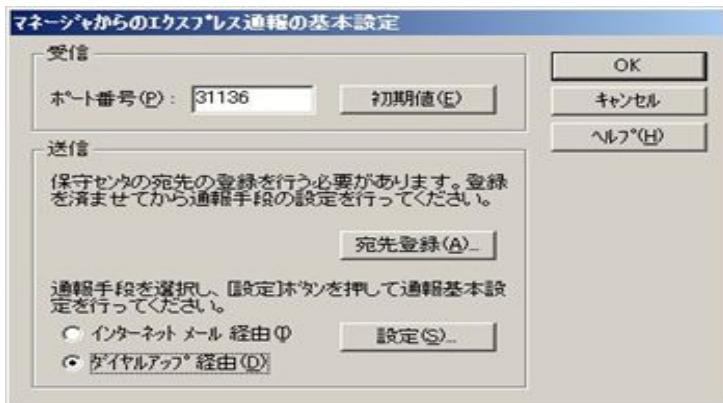 マネージャからのエクスプレス通報の基本設定
受信
ポート番号(P)： 31136 初期値(E)
OK
キャンセル
ヘルプ(H)
送信
保守センタの宛先の登録を行う必要があります。登録
を済ませてから通報手段の設定を行ってください。
宛先登録(A)...
通報手段を選択し、[設定]ボタンを押して通報基本設
定を行ってください。
インターネット メール 経由(I) 設定(S)...
ダイヤルアップ 経由(D)